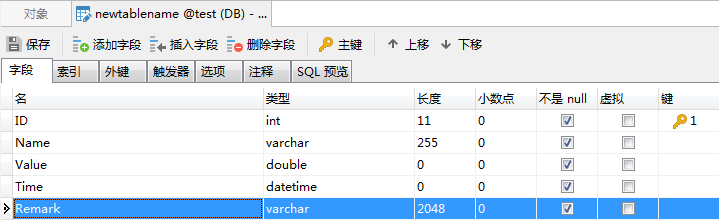 对象 newtablename @test (DB) - ...
保存 添加字段 插入字段 删除字段 主键 上移 下移
字段 索引 外键 触发器 选项 注释 SQL 预览
名 类型 长度 小数点 不是 null 虚拟 键
ID int 11 0 1
Name varchar 255 0
Value double 0 0
Time datetime 0 0
Remark varchar 2048 0